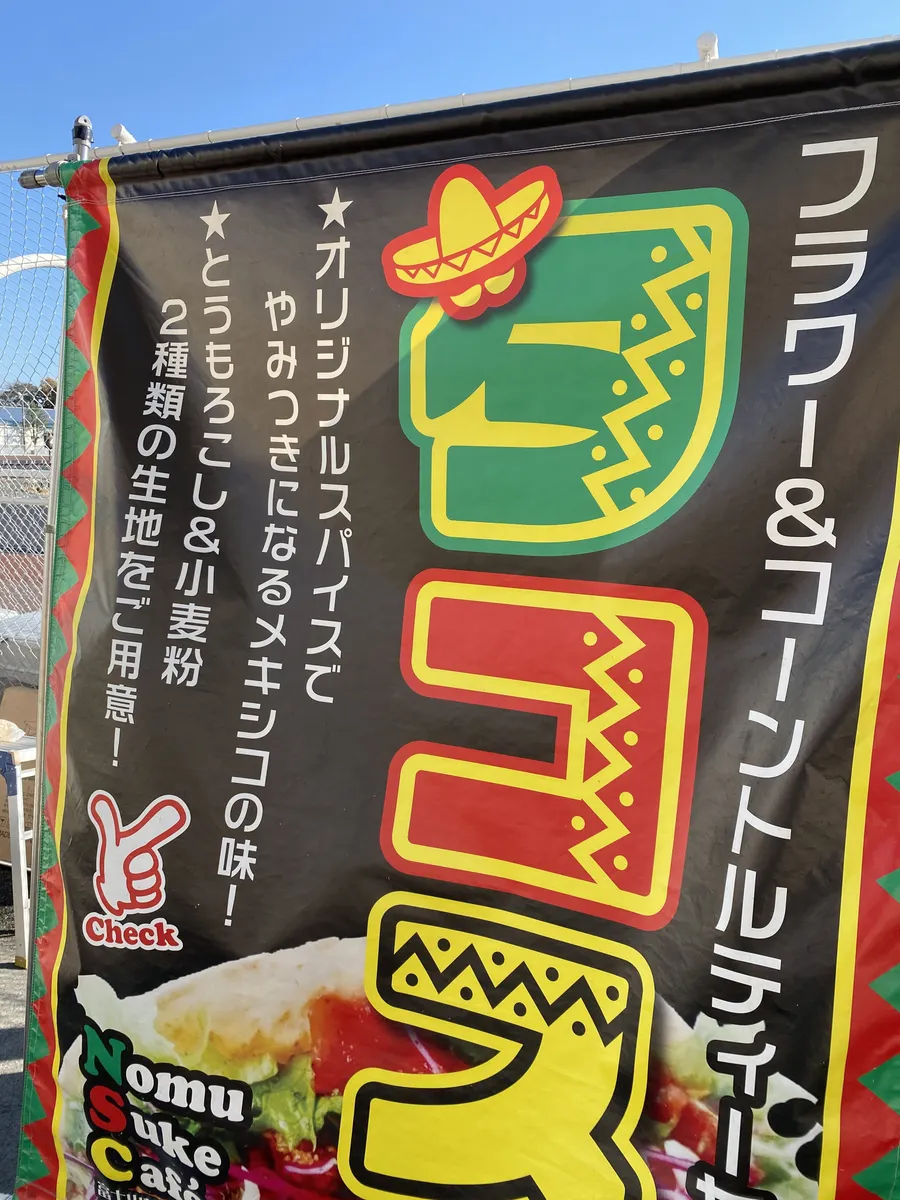 フラワー&コーントルティー
タコス
★オリジナルスパイスで
やみつきになるメキシコの味!
★とうもろこし&小麦粉
2種類の生地をご用意!
Check
Nomu
Suke
Café